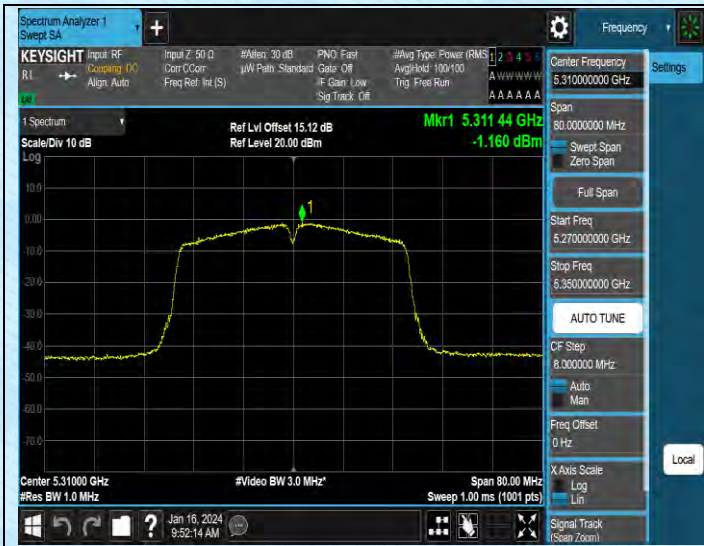 Spectrum Analyzer 1
Swept SA
+
Frequency
KEYSIGHT
RL
Input: RF
Coupling: DC
Align: Auto
Input Z: 50 Ω
Corr CCorr
Freq Ref: Int (S)
#Atten: 30 dB
µW Path: Standard
PNO: Fast
Gate: Off
IF Gain: Low
Sig Track: Off
#Avg Type: Power (RMS
Avg|Hold: 100/100
Trig: Free Run
1 2 3 4 5 6
A W W W W W
A A A A A A
Settings
Center Frequency
5.310000000 GHz
Span
80.0000000 MHz
Swept Span
Zero Span
Full Span
Start Freq
5.270000000 GHz
Stop Freq
5.350000000 GHz
AUTO TUNE
CF Step
8.000000 MHz
Auto
Man
Freq Offset
0 Hz
X Axis Scale
Log
Lin
Signal Track
(Span Zoom)
Local
1 Spectrum
Scale/Div 10 dB
Ref Lvl Offset 15.12 dB
Ref Level 20.00 dBm
Mkr1 5.311 44 GHz
-1.160 dBm
Log
10.0
0.00
-10.0
-20.0
-30.0
-40.0
-50.0
-60.0
-70.0
1
Center 5.31000 GHz
#Res BW 1.0 MHz
#Video BW 3.0 MHz*
Span 80.00 MHz
Sweep 1.00 ms (1001 pts)
?
Jan 16, 2024
9:52:14 AM